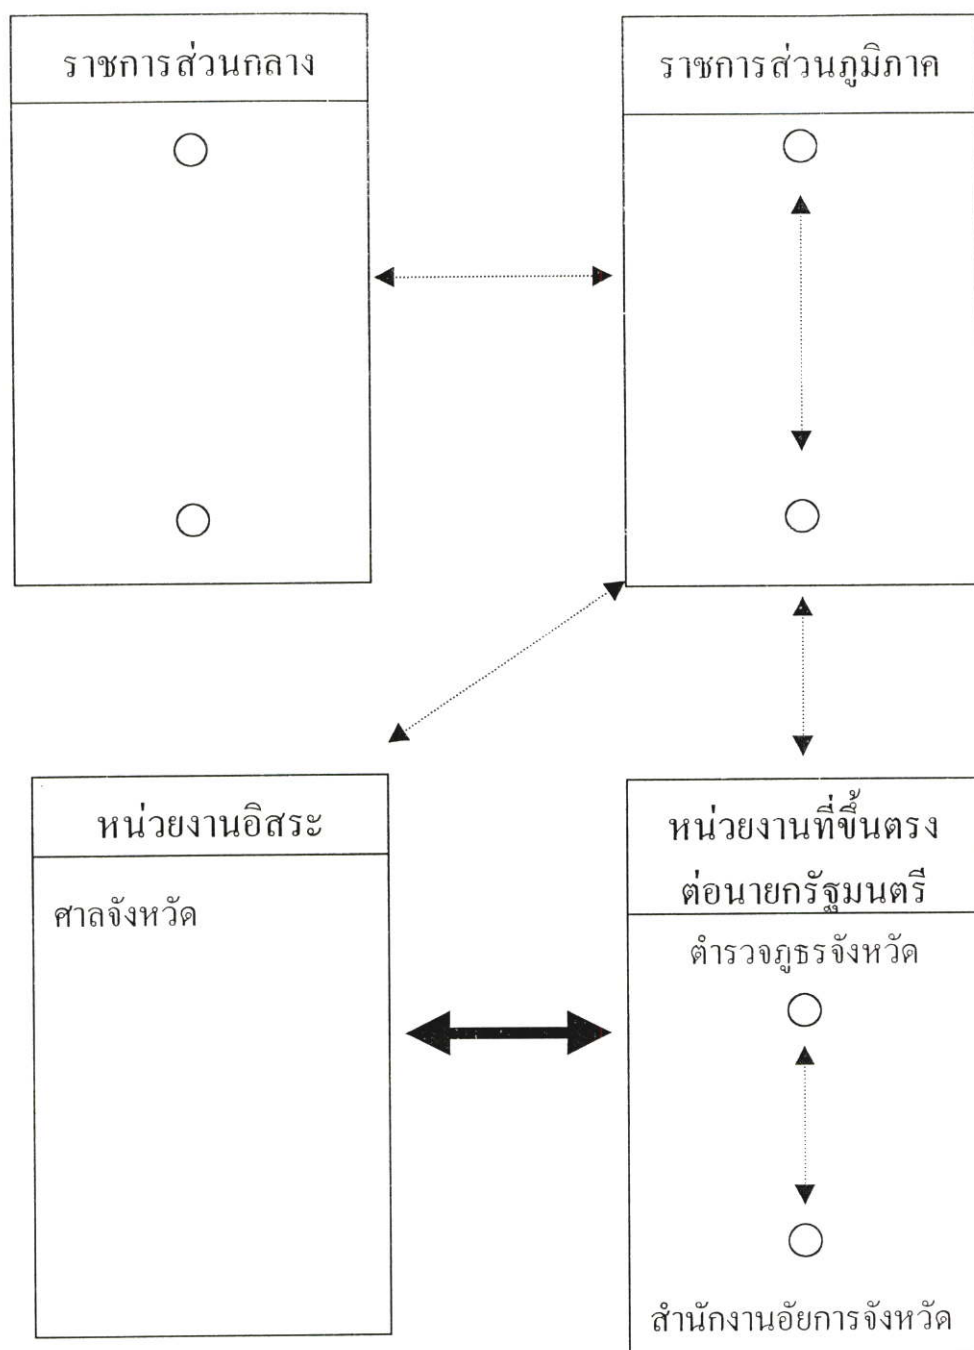 ราชการส่วนกลาง
ราชการส่วนภูมิภาค
หน่วยงานอิสระ
ศาลจังหวัด
หน่วยงานที่ขึ้นตรง
ต่อนายกรัฐมนตรี
ตำรวจภูธรจังหวัด
สำนักงานอัยการจังหวัด